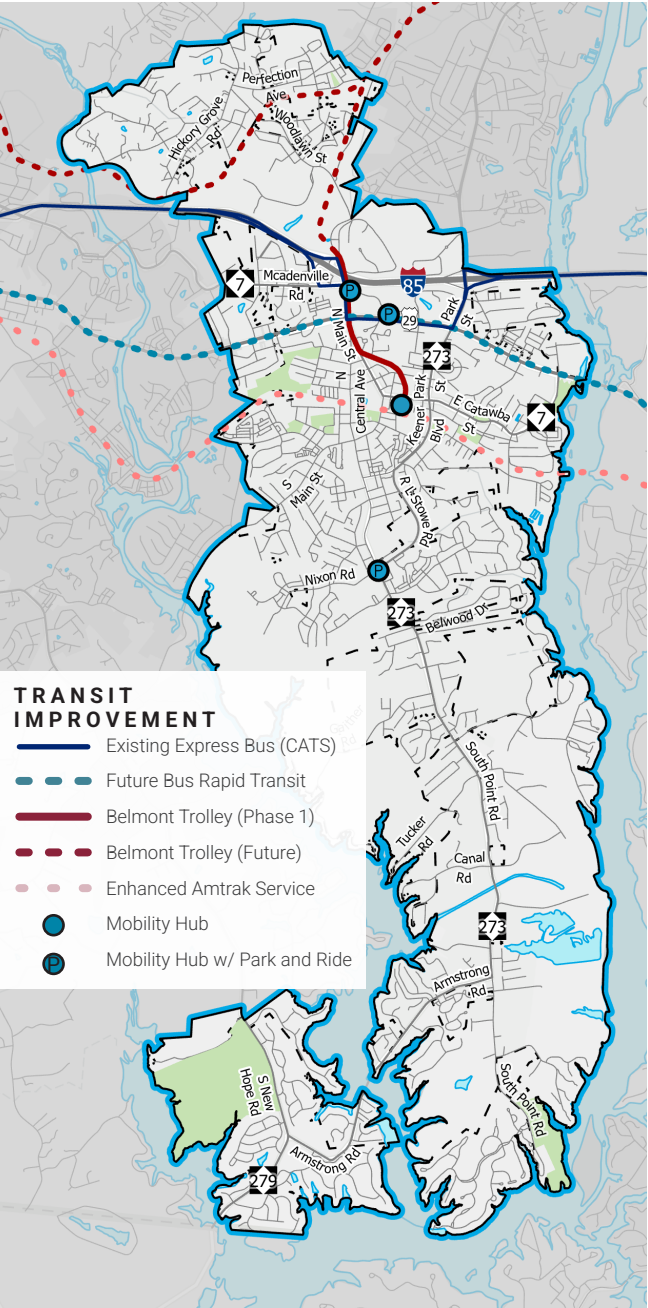 Perfection
Ave
Hickory Grove
Rd
Woodlawn St
Mcadenville
Rd
7
P
85
P
29
Park
St
N Main St
273
N
Central Ave
Keener
Blvd
Park
St
E Catawba
St
7
S
Main St
R L Stowe Rd
Nixon Rd
P
273
Belwood Dr
TRANSIT
IMPROVEMENT
Existing Express Bus (CATS)
Future Bus Rapid Transit
Belmont Trolley (Phase 1)
Belmont Trolley (Future)
Enhanced Amtrak Service
Mobility Hub
P
Mobility Hub w/ Park and Ride
South Point Rd
Tucker
Rd
Canal
Rd
273
Armstrong
Rd
South Point Rd
S New
Hope Rd
Armstrong Rd
279